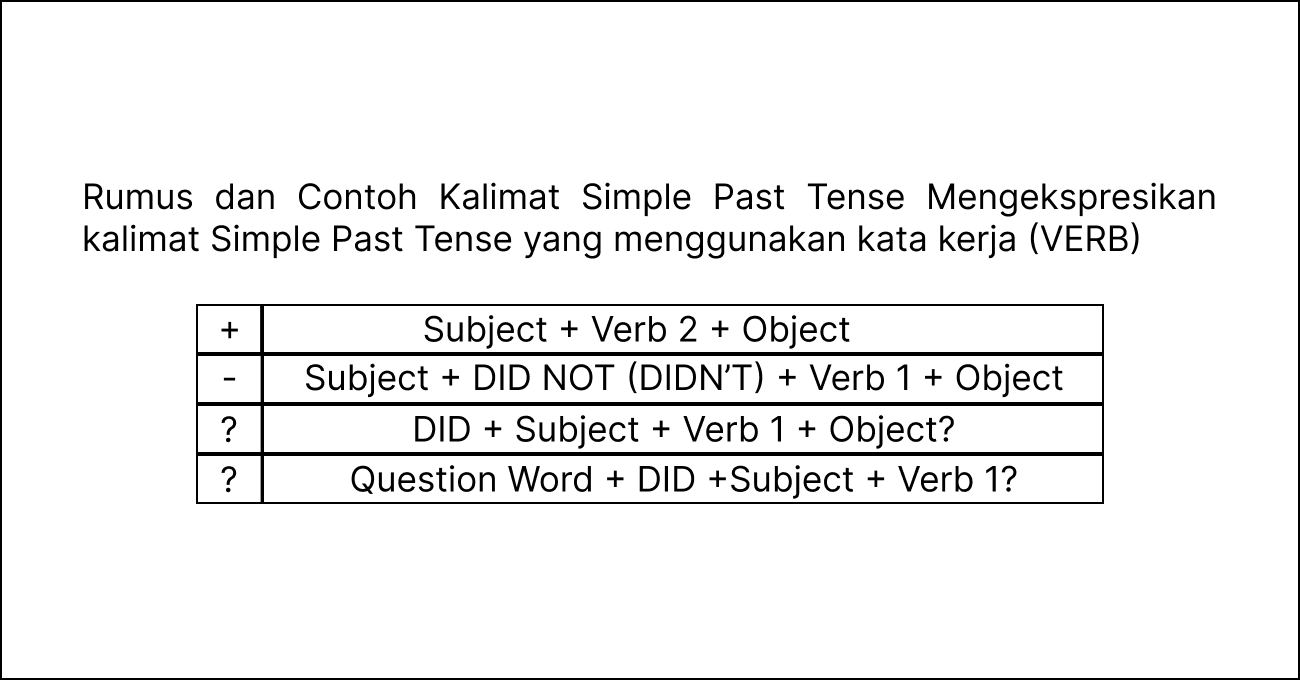 Rumus dan Contoh Kalimat Simple Past Tense Mengekspresikan
kalimat Simple Past Tense yang menggunakan kata kerja (VERB)
+ Subject + Verb 2 + Object
- Subject + DID NOT (DIDN’T) + Verb 1 + Object
? DID + Subject + Verb 1 + Object?
? Question Word + DID +Subject + Verb 1?